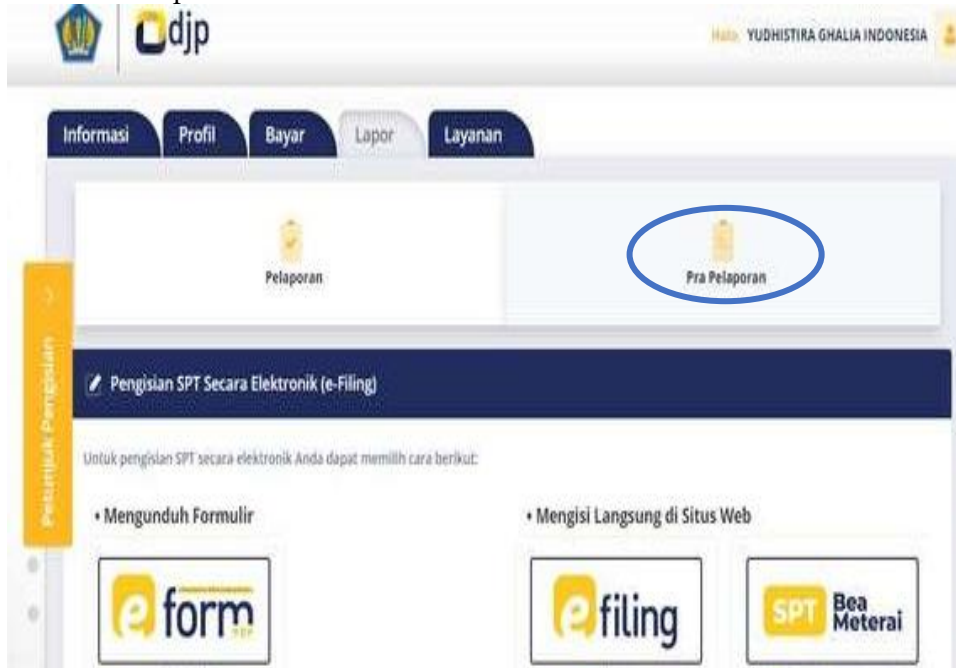 djp
Halo, YUDHISTIRA GHALIA INDONESIA
Informasi Profil Bayar Lapor Layanan
Pelaporan
Pra Pelaporan
Petunjuk Pengisian
Pengisian SPT Secara Elektronik (e-Filing)
Untuk pengisian SPT secara elektronik Anda dapat memilih cara berikut:
• Mengunduh Formulir
• Mengisi Langsung di Situs Web
e form
e filing
SPT Bea Meterai